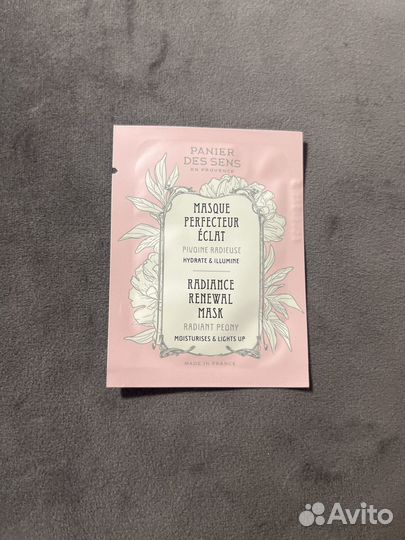 PANIER
DES SENS
EN PROVENCE
MASQUE
PERFECTEUR
ÉCLAT
PIVOINE RADIEUSE
HYDRATE & ILLUMINE
RADIANCE
RENEWAL
MASK
RADIANT PEONY
MOISTURISES & LIGHTS UP
MADE IN FRANCE
Avito